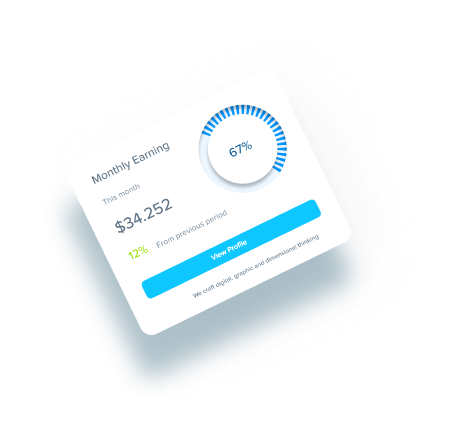 Monthly Earning
This month
$34.252
12% From previous period
67%
View Profile
We craft digital, graphic and dimensional thinking